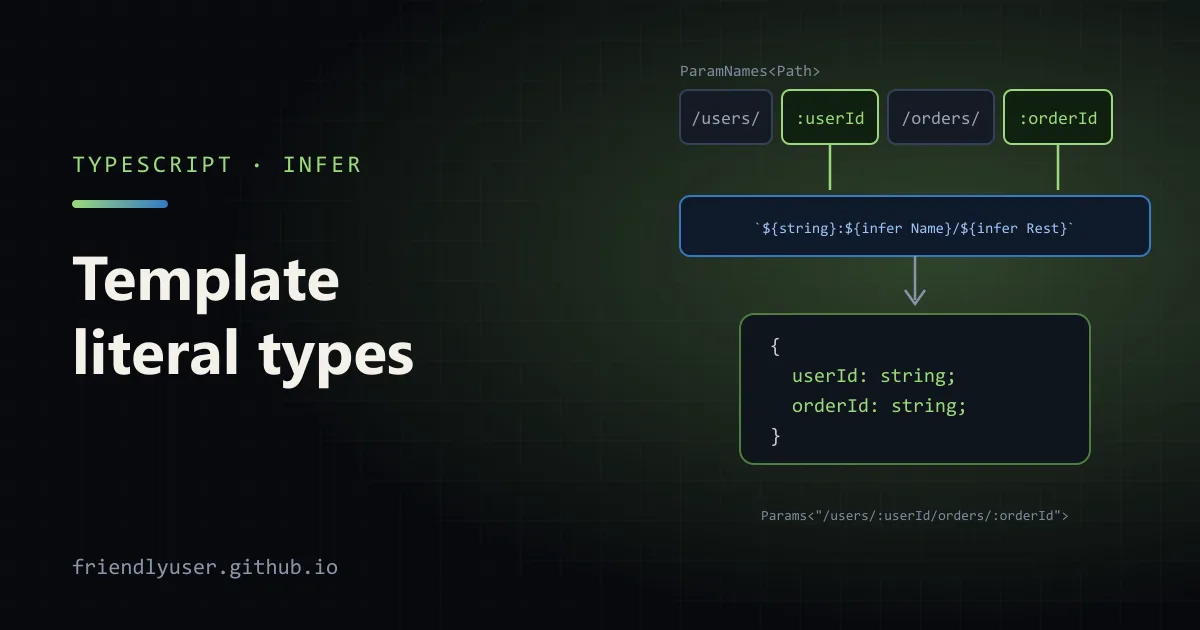 TYPESCRIPT · INFER
Template
literal types
friendlyuser.github.io
ParamNames<Path>
/users/ :userId /orders/ :orderId
`${string}:${infer Name}/${infer Rest}`
{
userId: string;
orderId: string;
}
Params<"/users/:userId/orders/:orderId">